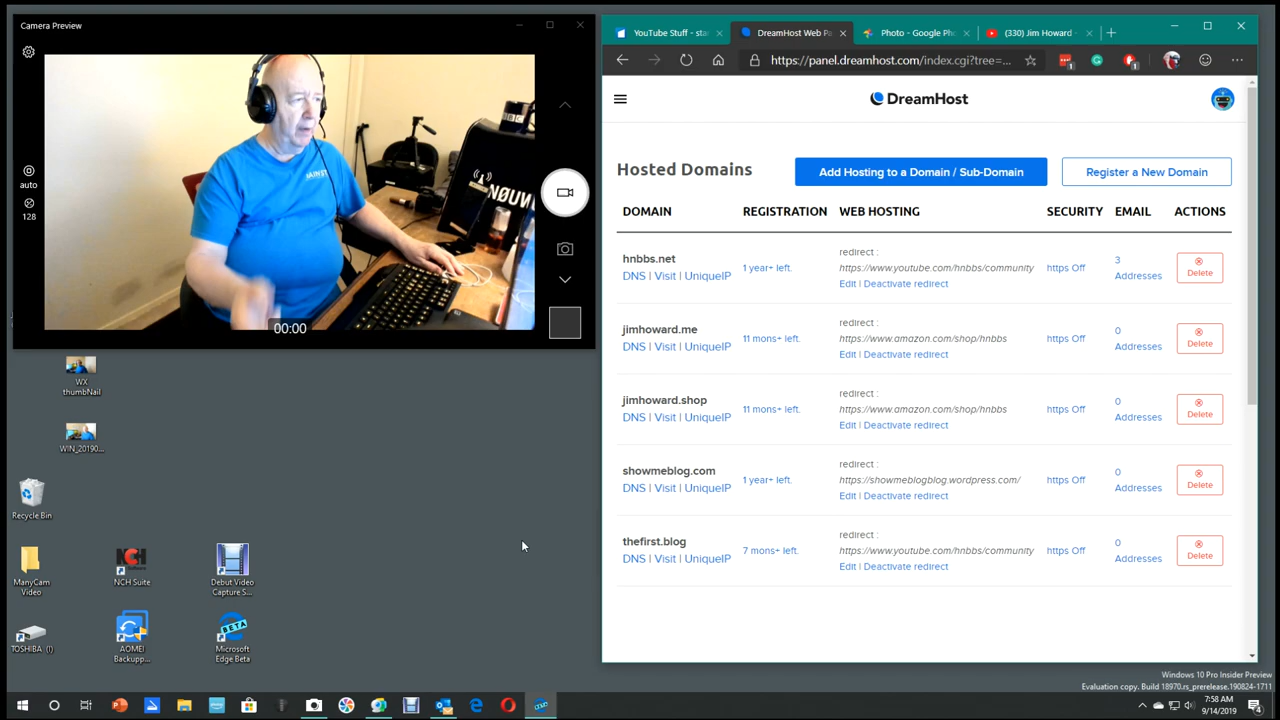 Camera Preview
auto
128
BBC
AINST
NØUW
00:00
WX
thumbNail
WIN_20190...
Recycle Bin
ManyCam
Video
NCH
NCH Suite
Debut Video
Capture S...
TOSHIBA (I)
AOMEI
Backupp...
BETA
Microsoft
Edge Beta
YouTube Stuff - sta
DreamHost Web Pa
Photo - Google Pho
(330) Jim Howard -
https://panel.dreamhost.com/index.cgi?tree=...
1
1
DreamHost
Hosted Domains
Add Hosting to a Domain / Sub-Domain
Register a New Domain
DOMAIN REGISTRATION WEB HOSTING SECURITY EMAIL ACTIONS
hnbbs.net
DNS | Visit | UniqueIP
1 year+ left.
redirect :
https://www.youtube.com/hnbbs/community
Edit | Deactivate redirect
https Off
3
Addresses
Delete
jimhoward.me
DNS | Visit | UniqueIP
11 mons+ left.
redirect :
https://www.amazon.com/shop/hnbbs
Edit | Deactivate redirect
https Off
0
Addresses
Delete
jimhoward.shop
DNS | Visit | UniqueIP
11 mons+ left.
redirect :
https://www.amazon.com/shop/hnbbs
Edit | Deactivate redirect
https Off
0
Addresses
Delete
showmeblog.com
DNS | Visit | UniqueIP
1 year+ left.
redirect :
https://showmeblogblog.wordpress.com/
Edit | Deactivate redirect
https Off
0
Addresses
Delete
thefirst.blog
DNS | Visit | UniqueIP
7 mons+ left.
redirect :
https://www.youtube.com/hnbbs/community
Edit | Deactivate redirect
https Off
0
Addresses
Delete
Windows 10 Pro Insider Preview
Evaluation copy. Build 18970.rs_prerelease.190824-1711
7:58 AM
9/14/2019
4